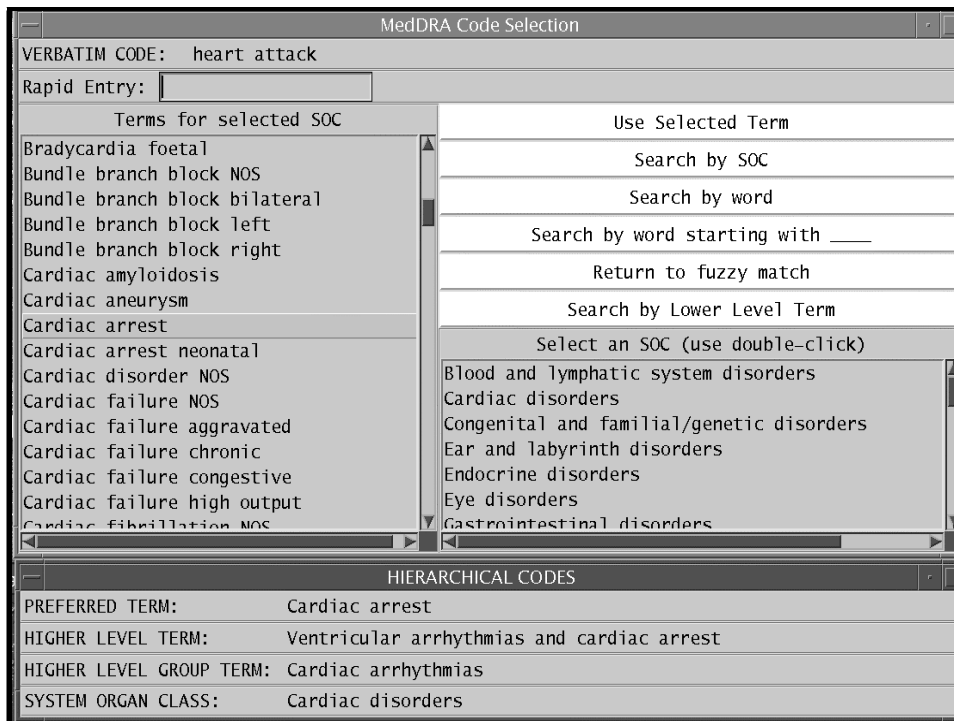 MedDRA Code Selection
VERBATIM CODE: heart attack
Rapid Entry:
Terms for selected SOC
Bradycardia foetal
Bundle branch block NOS
Bundle branch block bilateral
Bundle branch block left
Bundle branch block right
Cardiac amyloidosis
Cardiac aneurysm
Cardiac arrest
Cardiac arrest neonatal
Cardiac disorder NOS
Cardiac failure NOS
Cardiac failure aggravated
Cardiac failure chronic
Cardiac failure congestive
Cardiac failure high output
Cardiac fibrillation NOS
Use Selected Term
Search by SOC
Search by word
Search by word starting with ____
Return to fuzzy match
Search by Lower Level Term
Select an SOC (use double-click)
Blood and lymphatic system disorders
Cardiac disorders
Congenital and familial/genetic disorders
Ear and labyrinth disorders
Endocrine disorders
Eye disorders
Gastrointestinal disorders
HIERARCHICAL CODES
PREFERRED TERM: Cardiac arrest
HIGHER LEVEL TERM: Ventricular arrhythmias and cardiac arrest
HIGHER LEVEL GROUP TERM: Cardiac arrhythmias
SYSTEM ORGAN CLASS: Cardiac disorders